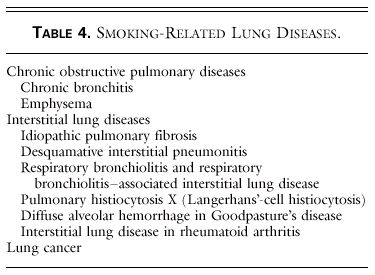 TABLE 4. SMOKING-RELATED LUNG DISEASES.
Chronic obstructive pulmonary diseases
Chronic bronchitis
Emphysema
Interstitial lung diseases
Idiopathic pulmonary fibrosis
Desquamative interstitial pneumonitis
Respiratory bronchiolitis and respiratory
bronchiolitis–associated interstitial lung disease
Pulmonary histiocytosis X (Langerhans'-cell histiocytosis)
Diffuse alveolar hemorrhage in Goodpasture's disease
Interstitial lung disease in rheumatoid arthritis
Lung cancer